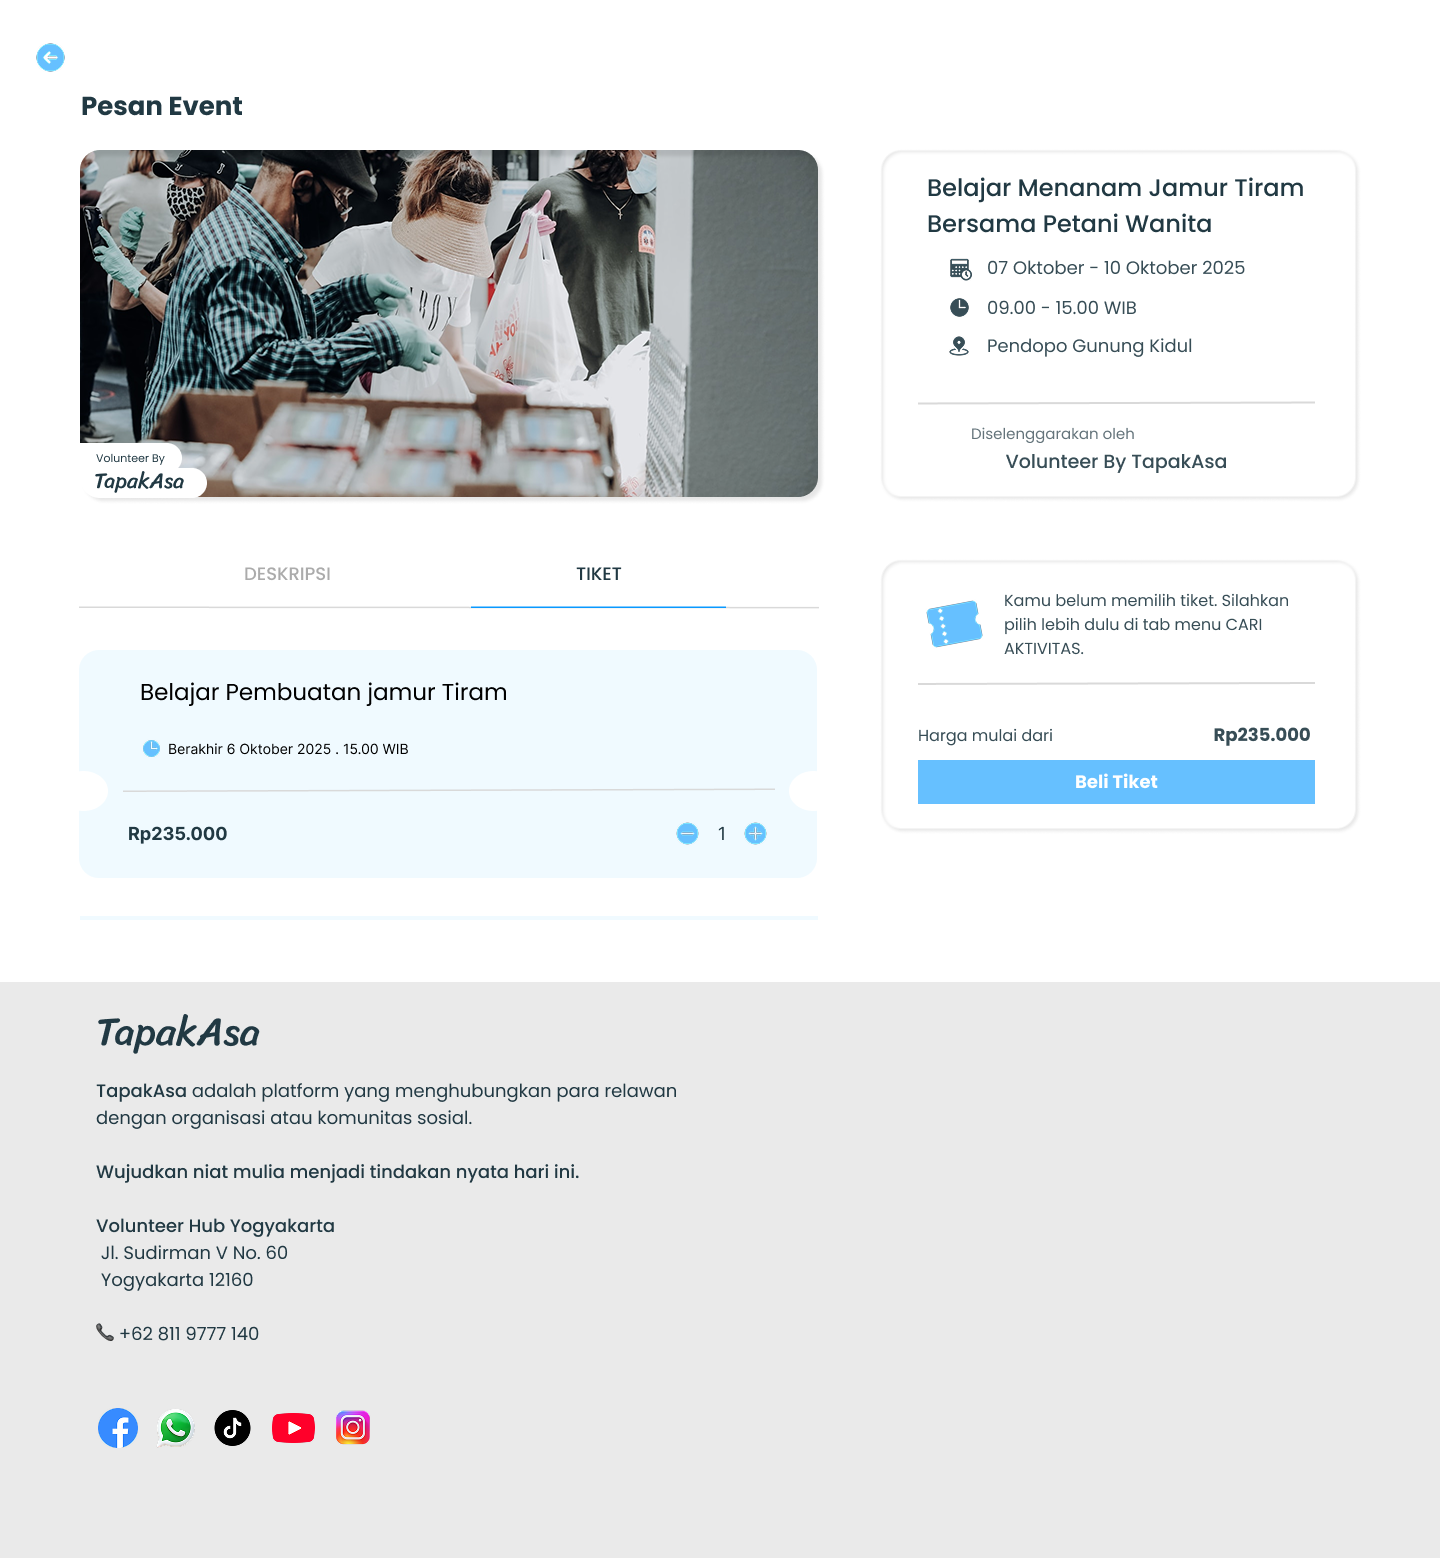 Pesan Event
Volunteer By
TapakAsa
Belajar Menanam Jamur Tiram
Bersama Petani Wanita
07 Oktober - 10 Oktober 2025
09.00 - 15.00 WIB
Pendopo Gunung Kidul
Diselenggarakan oleh
Volunteer By TapakAsa
DESKRIPSI
TIKET
Belajar Pembuatan jamur Tiram
Berakhir 6 Oktober 2025 . 15.00 WIB
Rp235.000
1
Kamu belum memilih tiket. Silahkan
pilih lebih dulu di tab menu CARI
AKTIVITAS.
Harga mulai dari
Rp235.000
Beli Tiket
TapakAsa
TapakAsa adalah platform yang menghubungkan para relawan
dengan organisasi atau komunitas sosial.
Wujudkan niat mulia menjadi tindakan nyata hari ini.
Volunteer Hub Yogyakarta
Jl. Sudirman V No. 60
Yogyakarta 12160
+62 811 9777 140